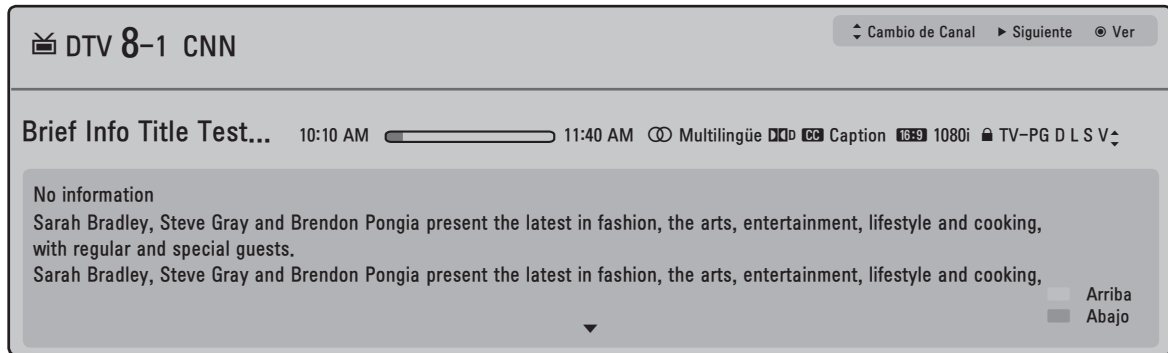 DTV 8-1 CNN
Cambio de Canal Siguiente Ver
Brief Info Title Test... 10:10 AM 11:40 AM Multilingüe DD D CC Caption 16:9 1080i TV-PG D L S V
No information
Sarah Bradley, Steve Gray and Brendon Pongia present the latest in fashion, the arts, entertainment, lifestyle and cooking,
with regular and special guests.
Sarah Bradley, Steve Gray and Brendon Pongia present the latest in fashion, the arts, entertainment, lifestyle and cooking,
Arriba
Abajo